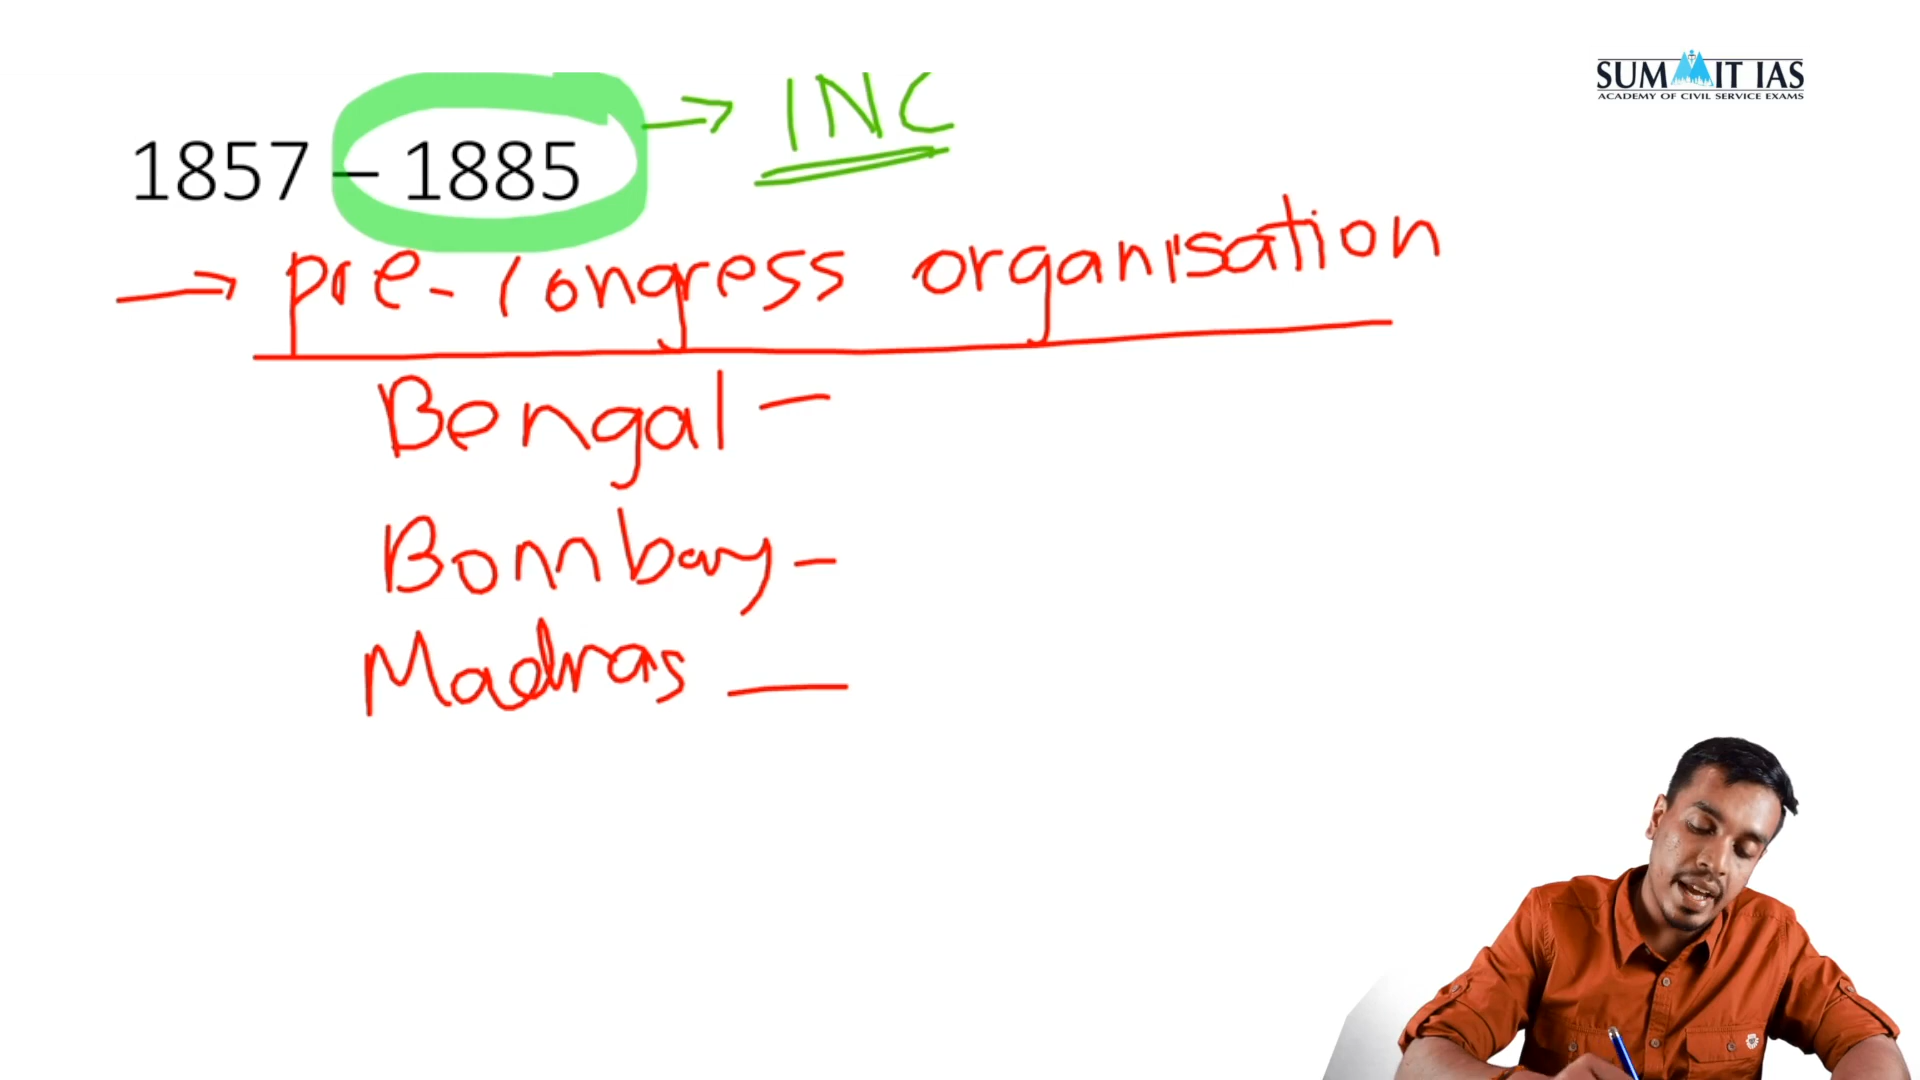 SUMMIT IAS
ACADEMY OF CIVIL SERVICE EXAMS
1857 – 1885 → INC
→ pre-congress organisation
Bengal –
Bombay –
Madras —